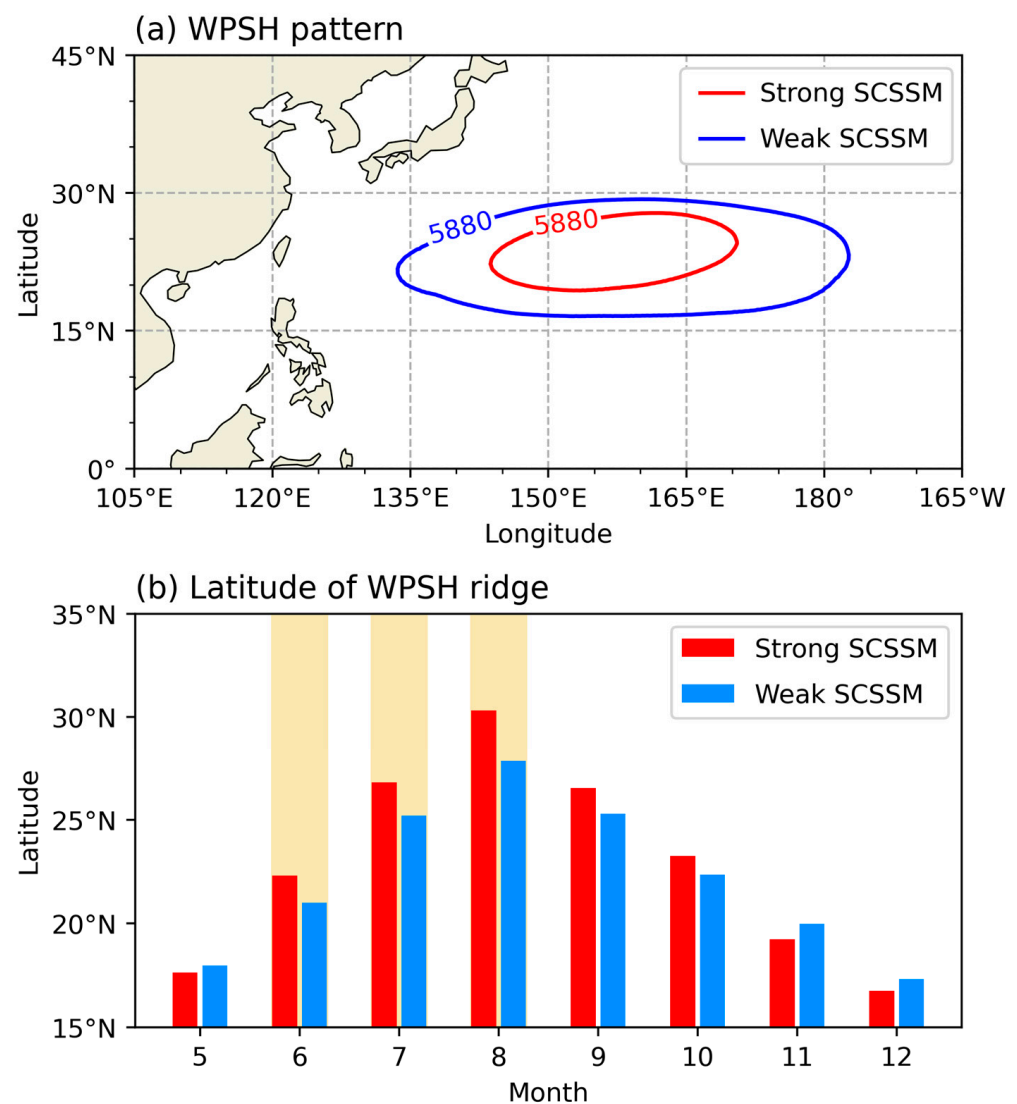 (a) WPSH pattern
45°N
Strong SCSSM
Weak SCSSM
30°N
5880
5880
Latitude
15°N
0°
105°E 120°E 135°E 150°E 165°E 180° 165°W
Longitude
(b) Latitude of WPSH ridge
35°N
Strong SCSSM
Weak SCSSM
30°N
25°N
Latitude
20°N
15°N
5 6 7 8 9 10 11 12
Month